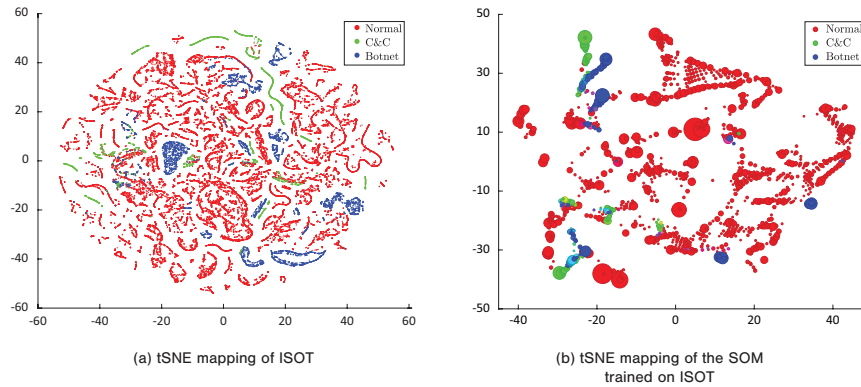 60
40
20
0
-20
-40
-60
-60
-40
-20
0
20
40
60
Normal
C&C
Botnet
(a) tSNE mapping of ISOT
50
30
10
-10
-30
-50
-40
-20
0
20
40
Normal
C&C
Botnet
(b) tSNE mapping of the SOM
trained on ISOT